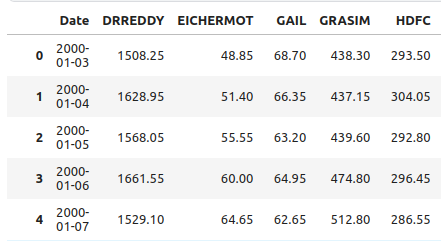 Date DRREDDY EICHERMOT GAIL GRASIM HDFC
0 2000-01-03 1508.25 48.85 68.70 438.30 293.50
1 2000-01-04 1628.95 51.40 66.35 437.15 304.05
2 2000-01-05 1568.05 55.55 63.20 439.60 292.80
3 2000-01-06 1661.55 60.00 64.95 474.80 296.45
4 2000-01-07 1529.10 64.65 62.65 512.80 286.55